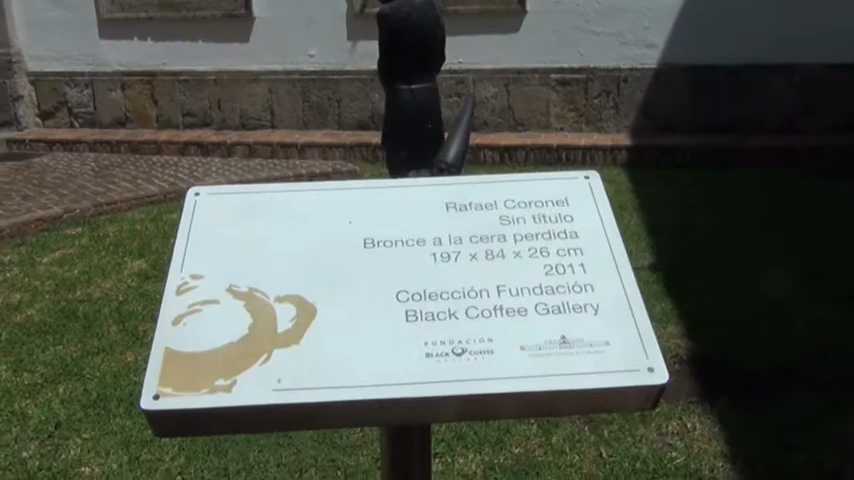 Rafael Coronel
Sin título
Bronce a la cera perdida
197 x 84 x 26 cm
2011
Colección Fundación
Black Coffee Gallery
FUNDACIÓN
BLACK COFFEE
GALLERY